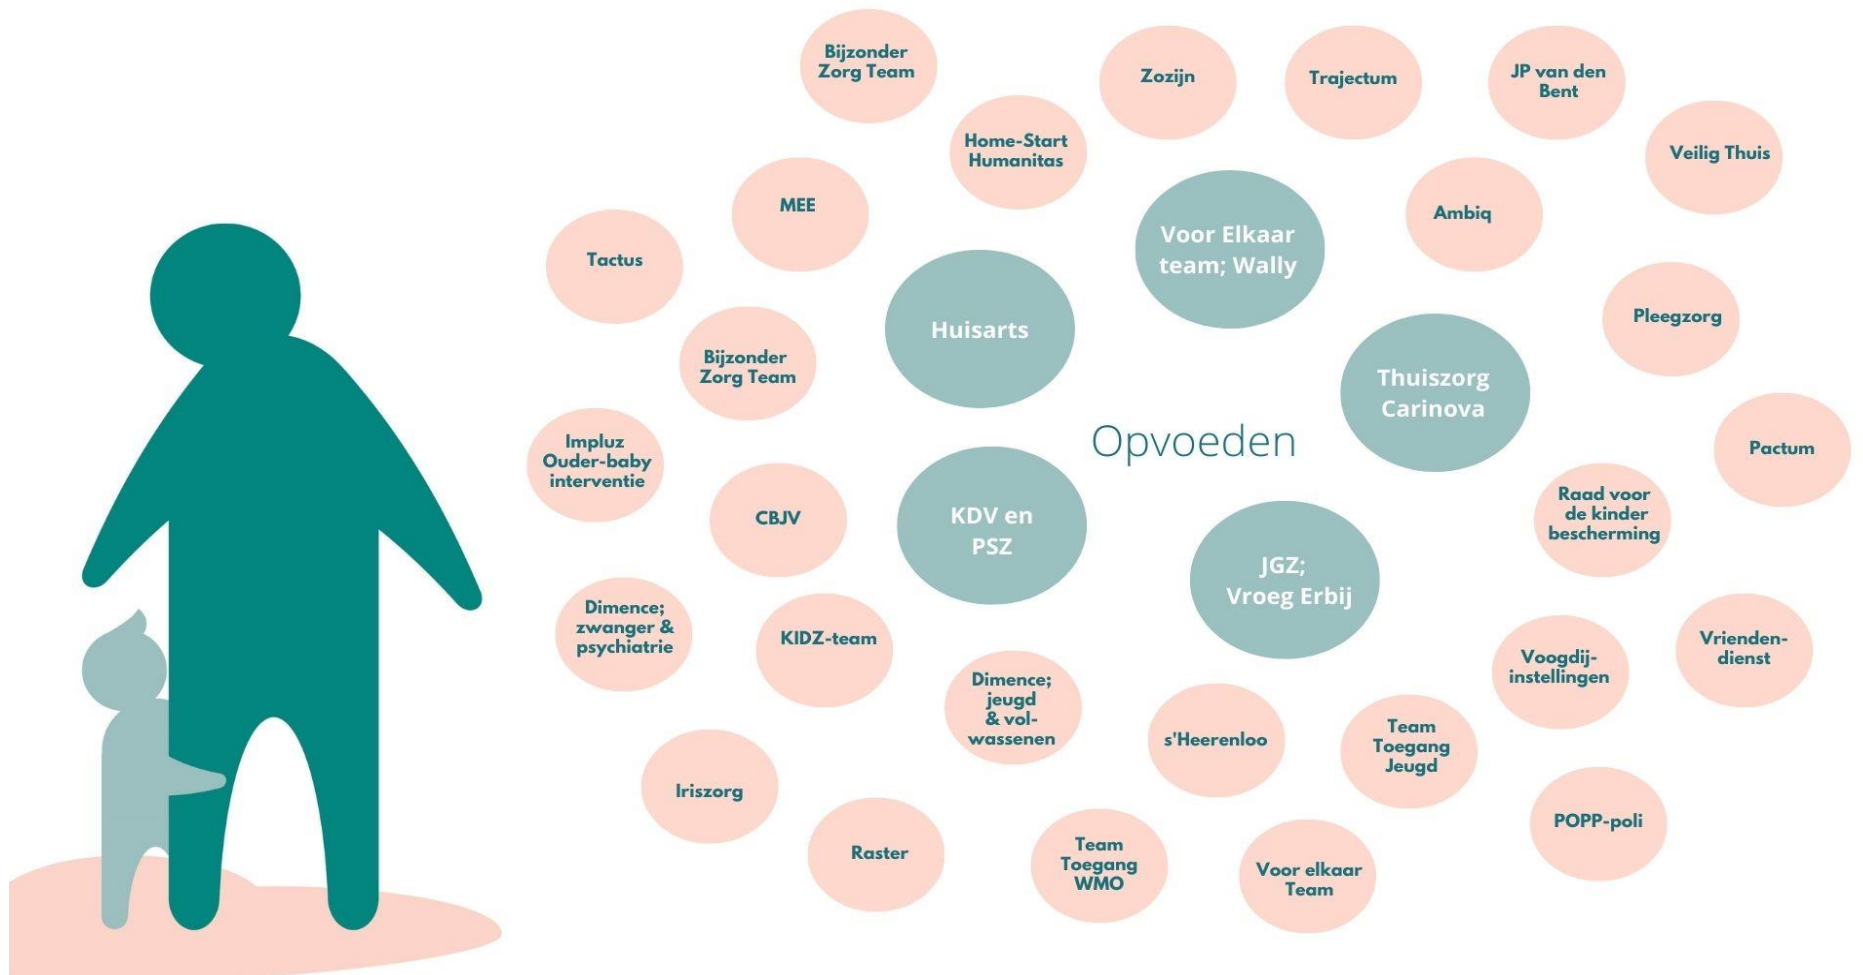 Bijzonder
Zorg Team
Zozijn
Trajectum
JP van den
Bent
Home-Start
Humanitas
Veilig Thuis
MEE
Ambiq
Voor Elkaar
team; Wally
Tactus
Huisarts
Pleegzorg
Bijzonder
Zorg Team
Thuiszorg
Carinova
Opvoeden
Impluz
Ouder-baby
interventie
Pactum
CBJV
KDV en
PSZ
Raad voor
de kinder
bescherming
JGZ;
Vroeg Erbij
Dimence;
zwanger &
psychiatrie
KIDZ-team
Vrienden-
dienst
Voogdij-
instellingen
Dimence;
jeugd
& vol-
wassenen
s'Heerenloo
Team
Toegang
Jeugd
Iriszorg
POPP-poli
Raster
Team
Toegang
WMO
Voor elkaar
Team